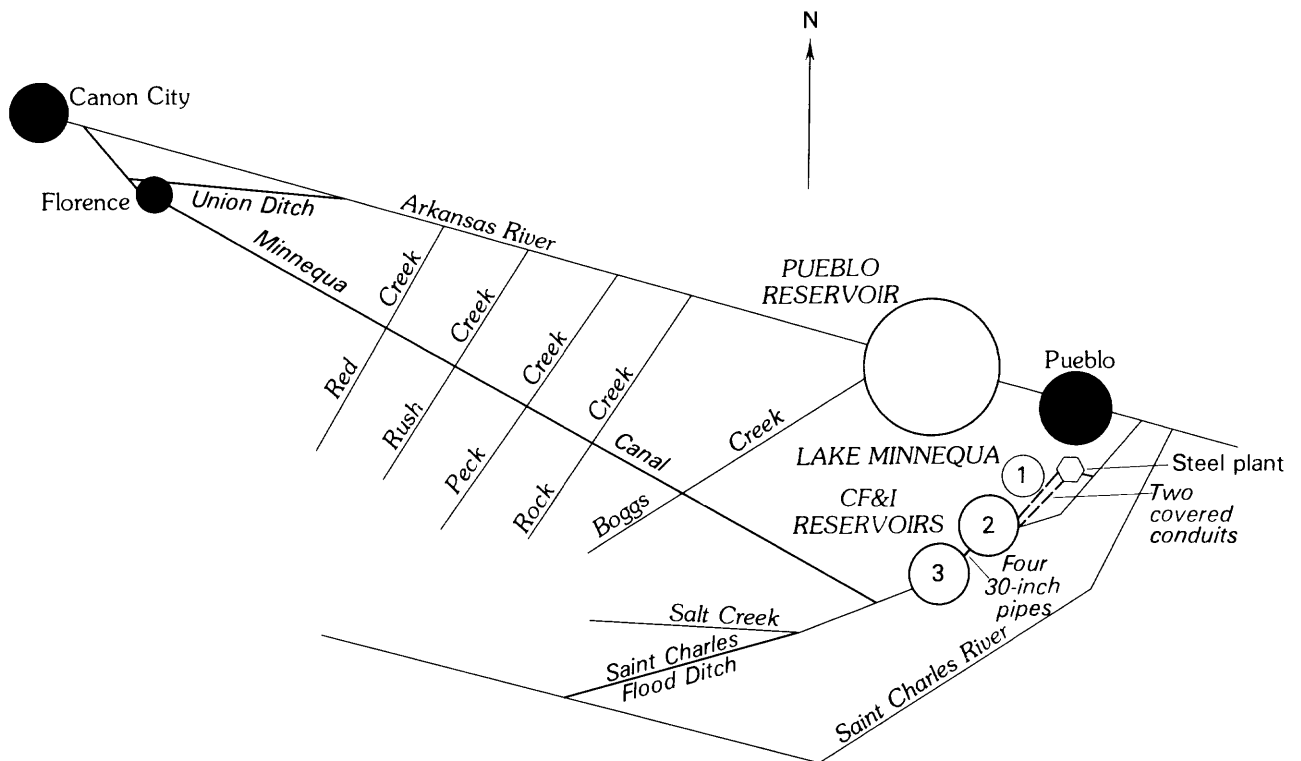 N
Canon City
Florence
Union Ditch
Arkansas River
Minnequa
Canal
Red
Creek
Rush
Creek
Peck
Creek
Rock
Creek
Boggs
Creek
PUEBLO
RESERVOIR
Pueblo
LAKE MINNEQUA
1
Steel plant
Two
covered
conduits
CF&I
RESERVOIRS
2
3
Four
30-inch
pipes
Salt Creek
Saint Charles
Flood Ditch
Saint Charles River